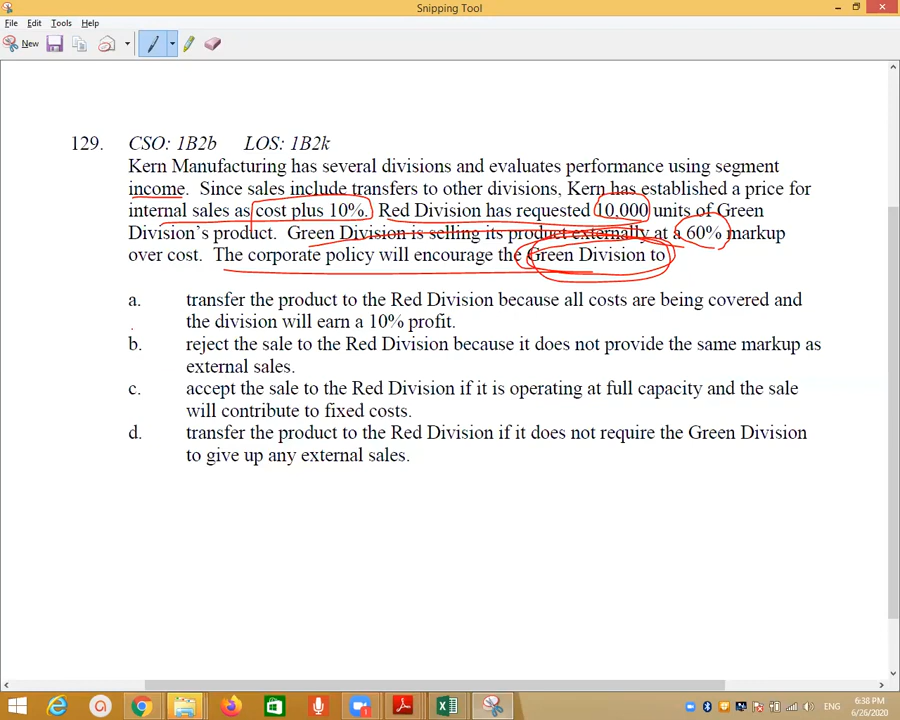 Snipping Tool
File Edit Tools Help
New
129. CSO: 1B2b LOS: 1B2k
Kern Manufacturing has several divisions and evaluates performance using segment
income. Since sales include transfers to other divisions, Kern has established a price for
internal sales as cost plus 10%. Red Division has requested 10,000 units of Green
Division's product. Green Division is selling its product externally at a 60% markup
over cost. The corporate policy will encourage the Green Division to
a. transfer the product to the Red Division because all costs are being covered and
the division will earn a 10% profit.
b. reject the sale to the Red Division because it does not provide the same markup as
external sales.
c. accept the sale to the Red Division if it is operating at full capacity and the sale
will contribute to fixed costs.
d. transfer the product to the Red Division if it does not require the Green Division
to give up any external sales.
ENG
6:38 PM
6/26/2020